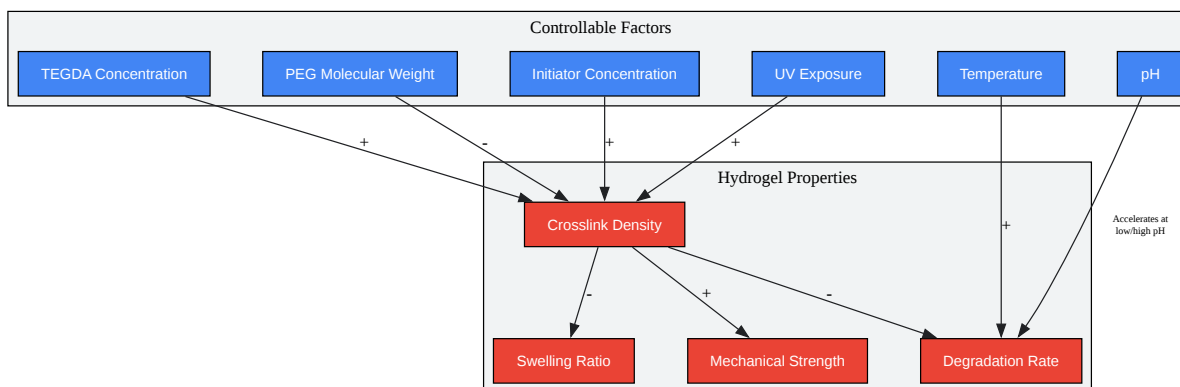 Controllable Factors
TEGDA Concentration
PEG Molecular Weight
Initiator Concentration
UV Exposure
Temperature
pH
+
-
+
+
Hydrogel Properties
Crosslink Density
Accelerates at
low/high pH
+
-
+
-
Swelling Ratio
Mechanical Strength
Degradation Rate